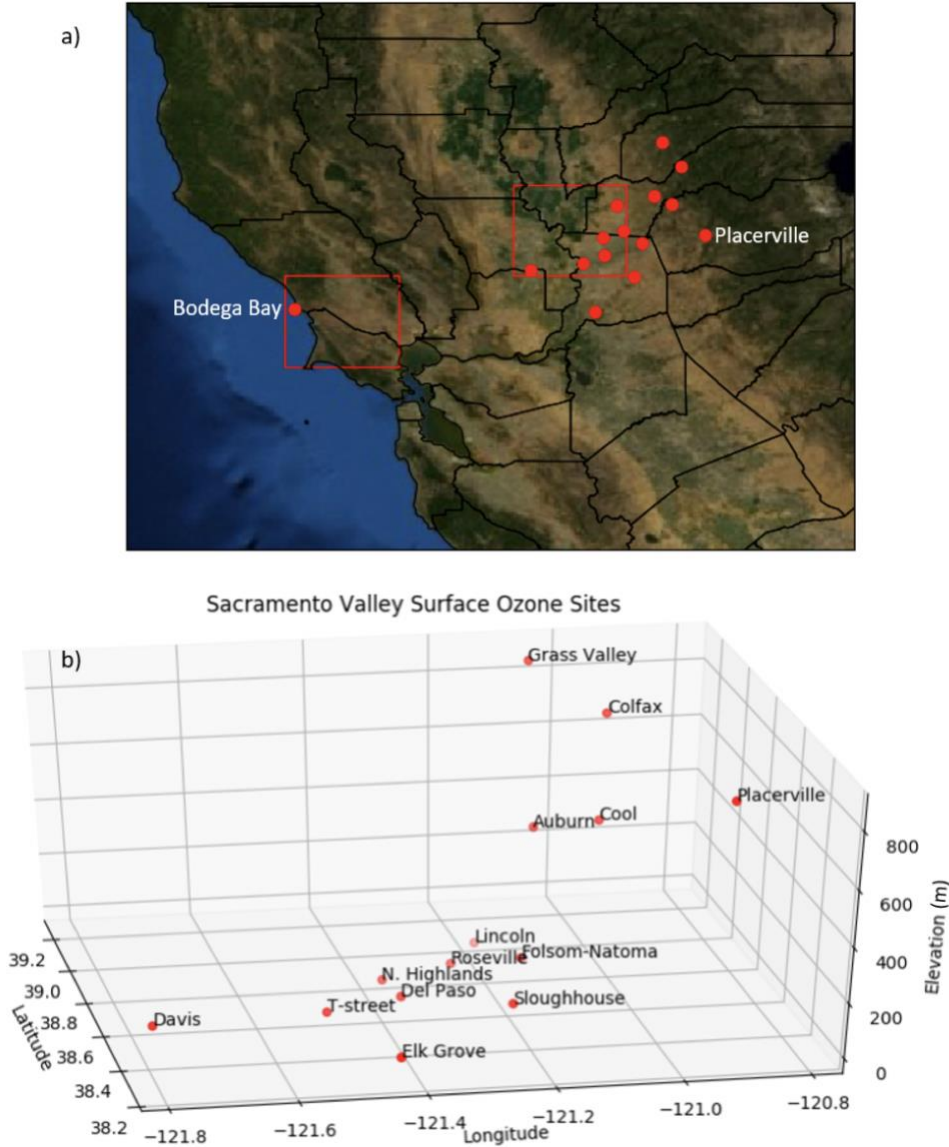 a)
Placerville
Bodega Bay
Sacramento Valley Surface Ozone Sites
b)
Grass Valley
Colfax
Placerville
Auburn
Cool
Lincoln
Roseville
Folsom-Natoma
N. Highlands
Del Paso
Sloughhouse
T-street
Davis
Elk Grove
800
600
400
200
0
Elevation (m)
39.2
39.0
38.8
38.6
38.4
38.2
Latitude
−121.8
−121.6
−121.4
−121.2
−121.0
−120.8
Longitude